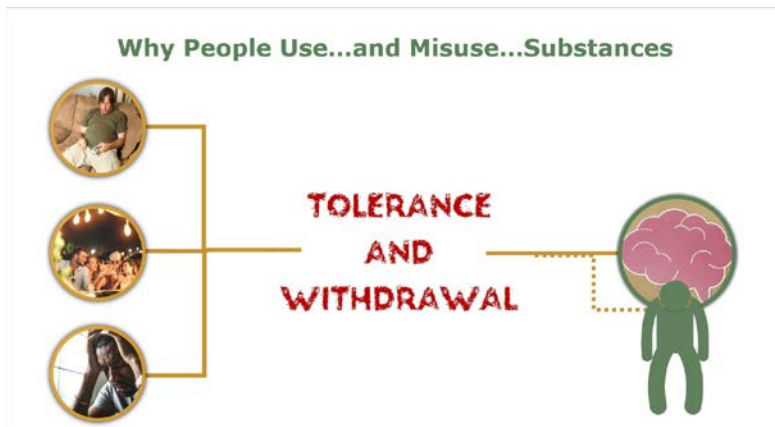 Why People Use...and Misuse...Substances
TOLERANCE
AND
WITHDRAWAL